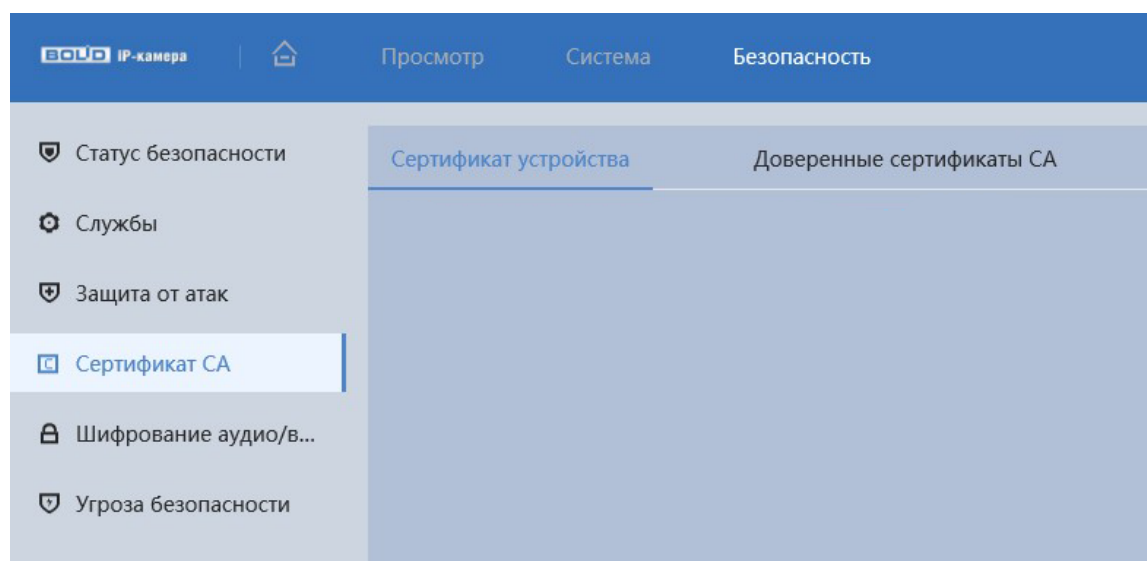 BOLID IP-камера Просмотр Система Безопасность
Статус безопасности
Службы
Защита от атак
Сертификат CA
Шифрование аудио/в...
Угроза безопасности
Сертификат устройства Доверенные сертификаты CA